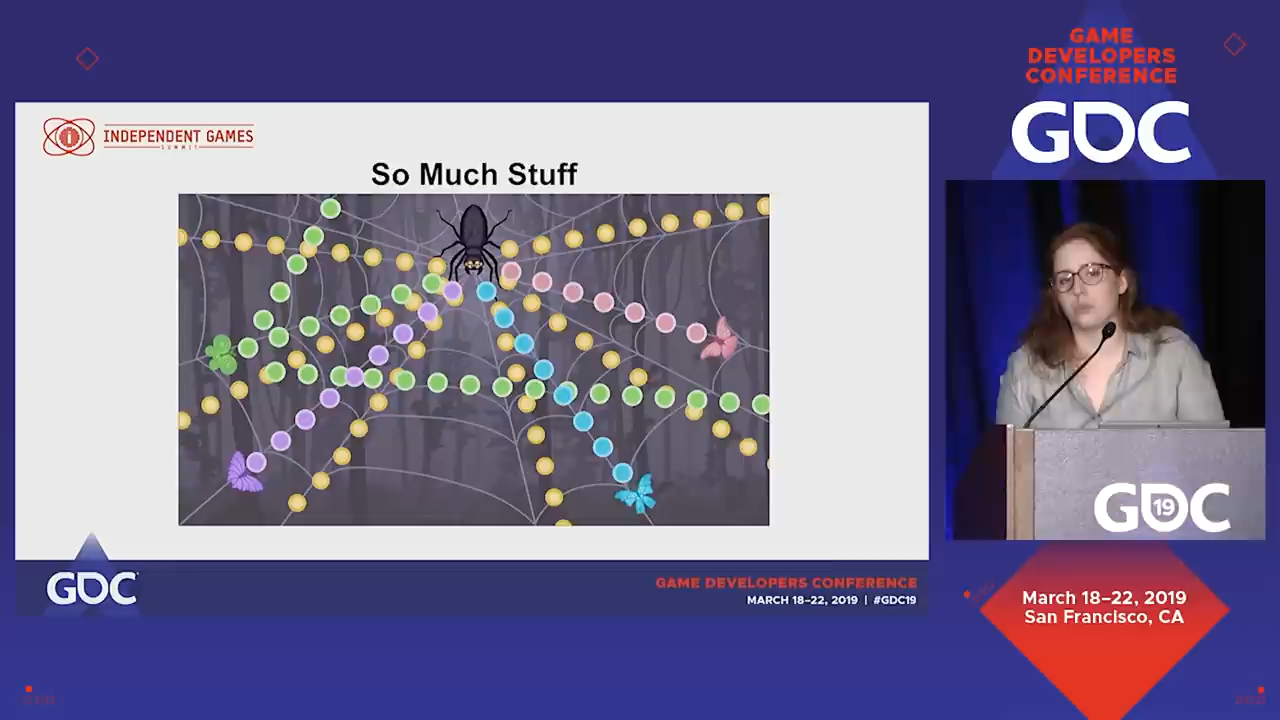 INDEPENDENT GAMES
SUMMIT
So Much Stuff
GDC
GAME DEVELOPERS CONFERENCE
MARCH 18–22, 2019 | #GDC19
GAME
DEVELOPERS
CONFERENCE
GDC
GDC
19
March 18–22, 2019
San Francisco, CA